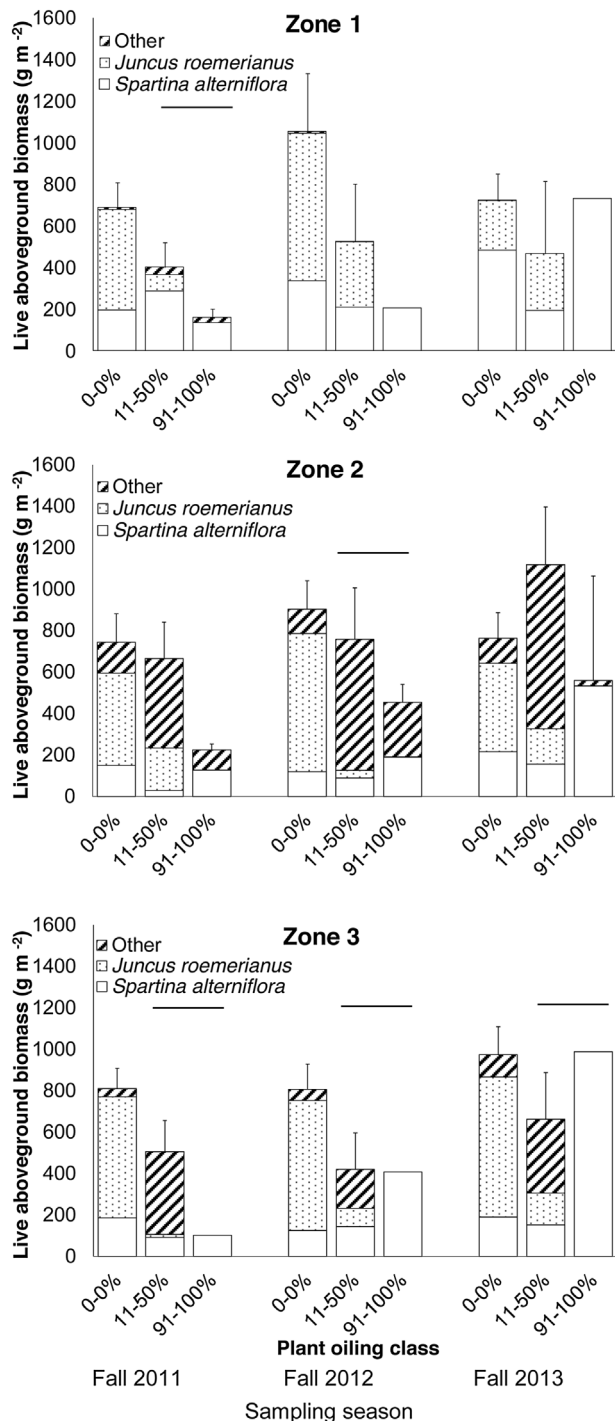 Zone 1
Live aboveground biomass (g m⁻²)
1600
1400
1200
1000
800
600
400
200
0
Other
Juncus roemerianus
Spartina alterniflora
0-0%
11-50%
91-100%
0-0%
11-50%
91-100%
0-0%
11-50%
91-100%
Zone 2
Live aboveground biomass (g m⁻²)
1600
1400
1200
1000
800
600
400
200
0
Other
Juncus roemerianus
Spartina alterniflora
0-0%
11-50%
91-100%
0-0%
11-50%
91-100%
0-0%
11-50%
91-100%
Zone 3
Live aboveground biomass (g m⁻²)
1600
1400
1200
1000
800
600
400
200
0
Other
Juncus roemerianus
Spartina alterniflora
0-0%
11-50%
91-100%
0-0%
11-50%
91-100%
0-0%
11-50%
91-100%
Plant oiling class
Fall 2011
Fall 2012
Fall 2013
Sampling season